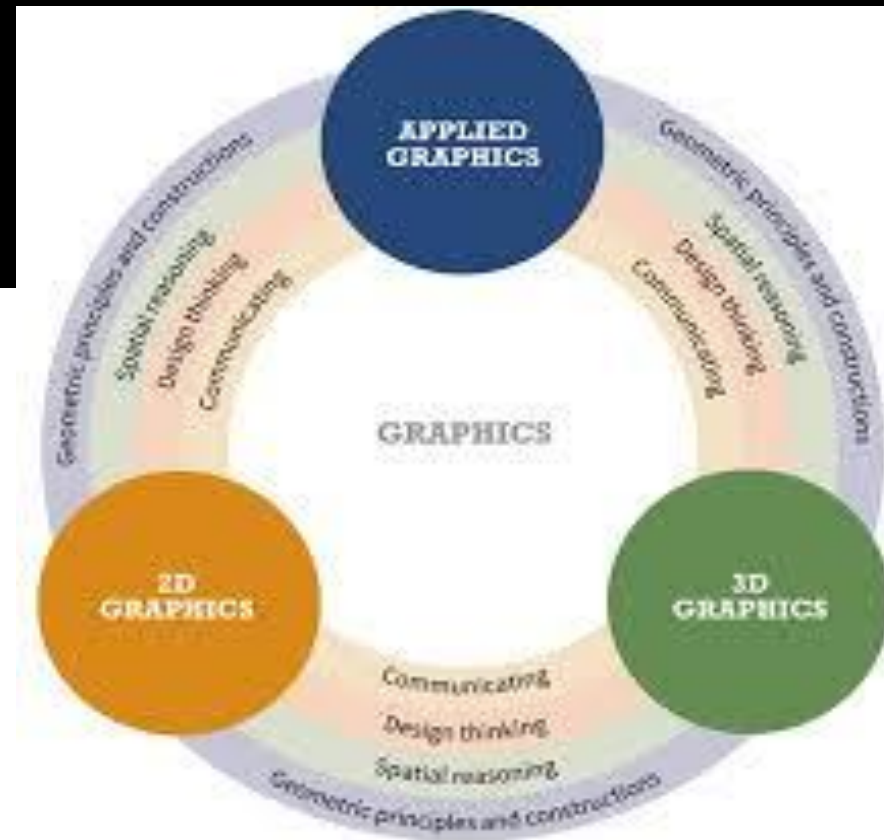 APPLIED
GRAPHICS
Geometric principles and constructions
Spatial reasoning
Design thinking
Communicating
Geometric principles and constructions
Spatial reasoning
Design thinking
Communicating
GRAPHICS
2D
GRAPHICS
3D
GRAPHICS
Communicating
Design thinking
Spatial reasoning
Geometric principles and constructions